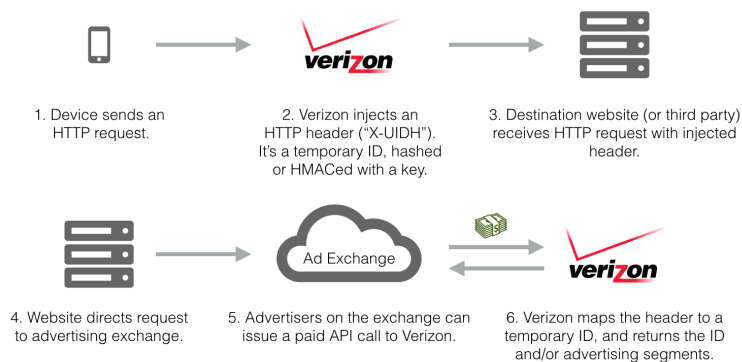 verizon
1. Device sends an
HTTP request.
2. Verizon injects an
HTTP header (“X-UIDH”).
It’s a temporary ID, hashed
or HMACed with a key.
3. Destination website (or third party)
receives HTTP request with injected
header.
Ad Exchange
$
verizon
4. Website directs request
to advertising exchange.
5. Advertisers on the exchange can
issue a paid API call to Verizon.
6. Verizon maps the header to a
temporary ID, and returns the ID
and/or advertising segments.